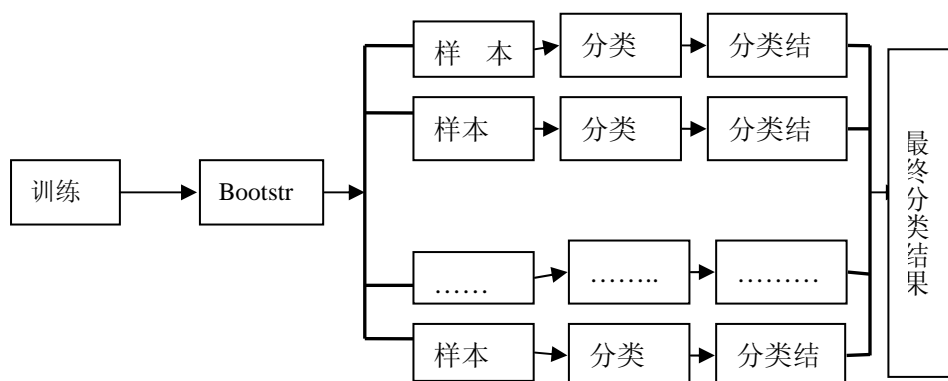 样 本
分类
分类结
样本
分类
分类结
训练
Bootstr
……
……..
………
样本
分类
分类结
最终分类结果